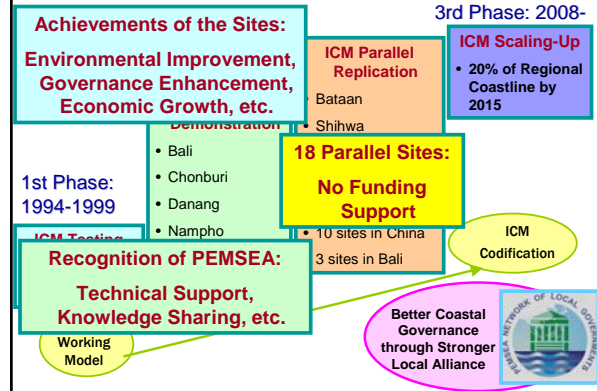 3rd Phase: 2008-
Achievements of the Sites:
Environmental Improvement,
Governance Enhancement,
Economic Growth, etc.
ICM Parallel
Replication
• Bataan
• Shihwa
ICM Scaling-Up
• 20% of Regional
Coastline by
2015
Demonstration
• Bali
• Chonburi
• Danang
• Nampho
18 Parallel Sites:
No Funding
Support
• 10 sites in China
3 sites in Bali
1st Phase:
1994-1999
ICM Testing
Recognition of PEMSEA:
Technical Support,
Knowledge Sharing, etc.
Working
Model
ICM
Codification
Better Coastal
Governance
through Stronger
Local Alliance
PEMSEA NETWORK OF LOCAL GOVERNMENTS